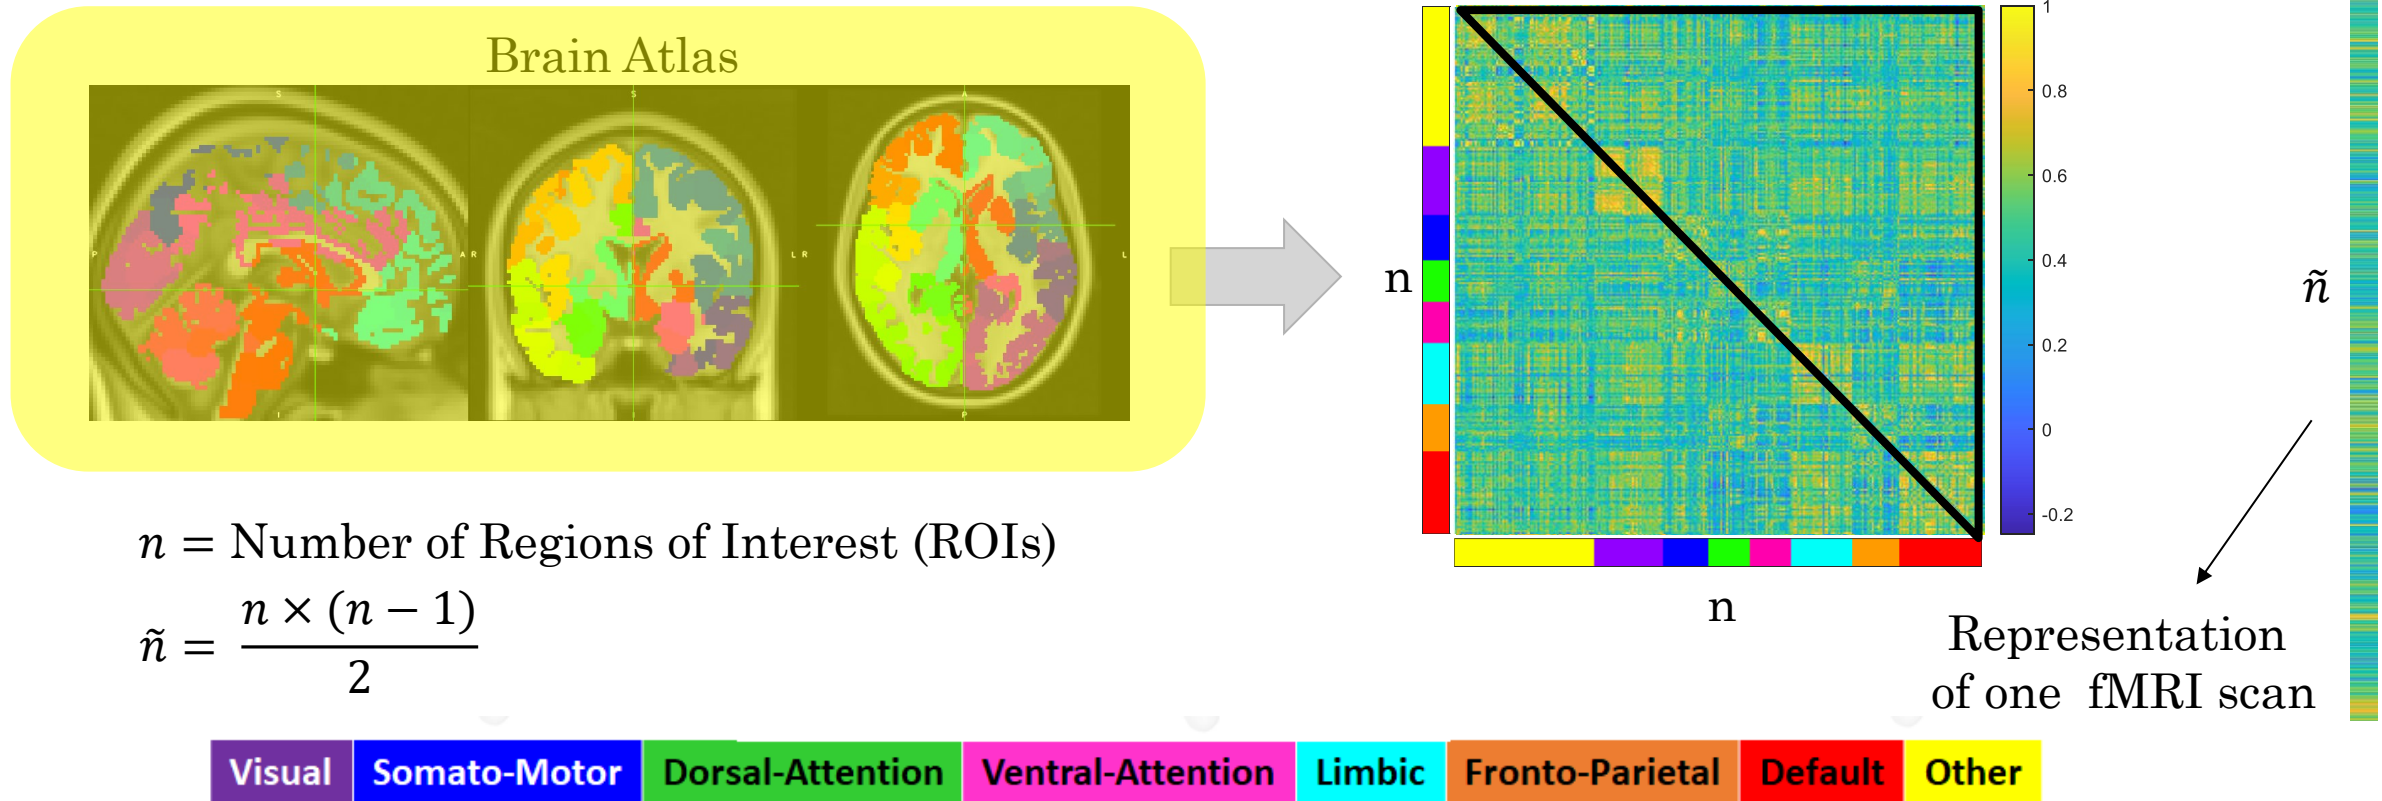 Brain Atlas
S
P
A
R
S
L
R
A
L
I
P
n
n
1
0.8
0.6
0.4
0.2
0
-0.2
ñ
n = Number of Regions of Interest (ROIs)
ñ = n × (n − 1) / 2
Representation
of one fMRI scan
Visual Somato-Motor Dorsal-Attention Ventral-Attention Limbic Fronto-Parietal Default Other